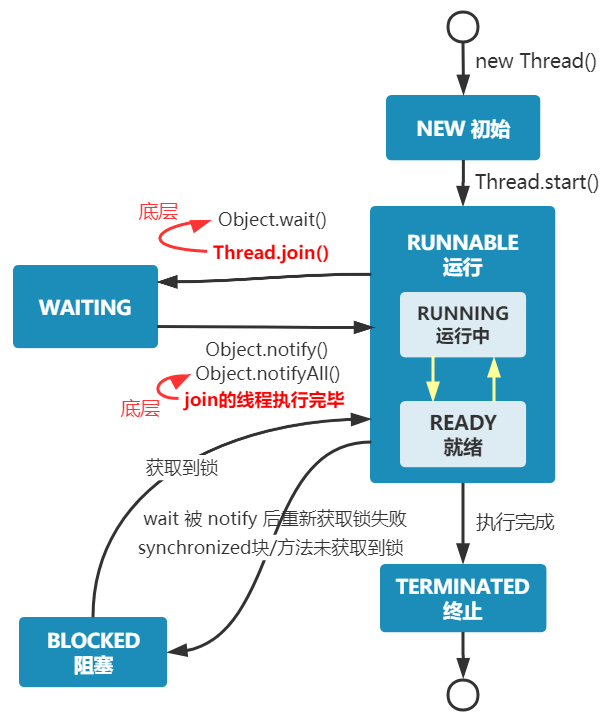 new Thread()
NEW 初始
Thread.start()
底层
Object.wait()
Thread.join()
RUNNABLE
运行
WAITING
RUNNING
运行中
Object.notify()
Object.notifyAll()
底层
join的线程执行完毕
READY
就绪
获取到锁
wait 被 notify 后重新获取锁失败
synchronized块/方法未获取到锁
执行完成
TERMINATED
终止
BLOCKED
阻塞